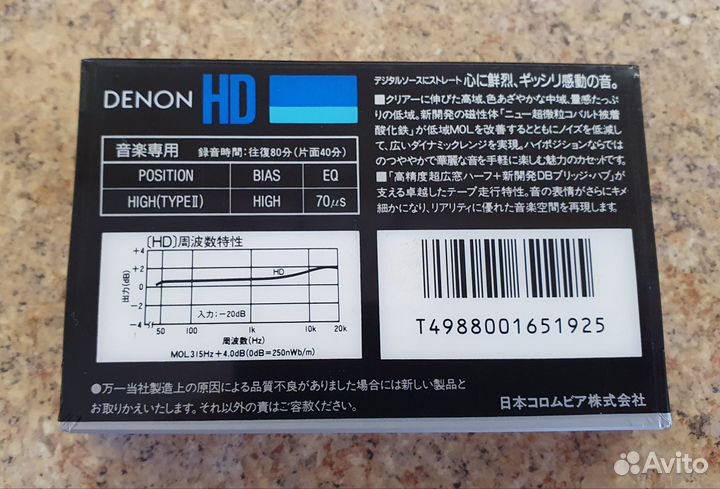 DENON HD
音楽専用 録音時間:往復80分(片面40分)
POSITION BIAS EQ
HIGH(TYPEⅡ) HIGH 70μs
[HD]周波数特性
出力(dB)
+4
+2
0
-2
-4
HD
入力:-20dB
50 100 1k 10k 20k
周波数(Hz)
MOL315Hz+4.0dB(0dB=250nWb/m)
デジタルソースにストレート 心に鮮烈、ギッシリ感動の音。
■クリアーに伸びた高域、色あざやかな中域、量感たっぷ
りの低域。新開発の磁性体「ニュー超微粒コバルト被着
酸化鉄」が低域MOLを改善するとともにノイズを低減し
て、広いダイナミックレンジを実現。ハイポジションならでは
のつややかで華麗な音を手軽に楽しむ魅力のカセットです。
■「高精度超広窓ハーフ+新開発DBブリッジ・ハブ」が
支える卓越したテープ走行特性。音の表情がさらにキメ
細かになり、リアリティに優れた音楽空間を再現します。
T4988001651925
●万一当社製造上の原因による品質不良がありました場合には新しい製品と
お取りかえいたします。それ以外の責はご容赦ください。
日本コロムビア株式会社
Avito